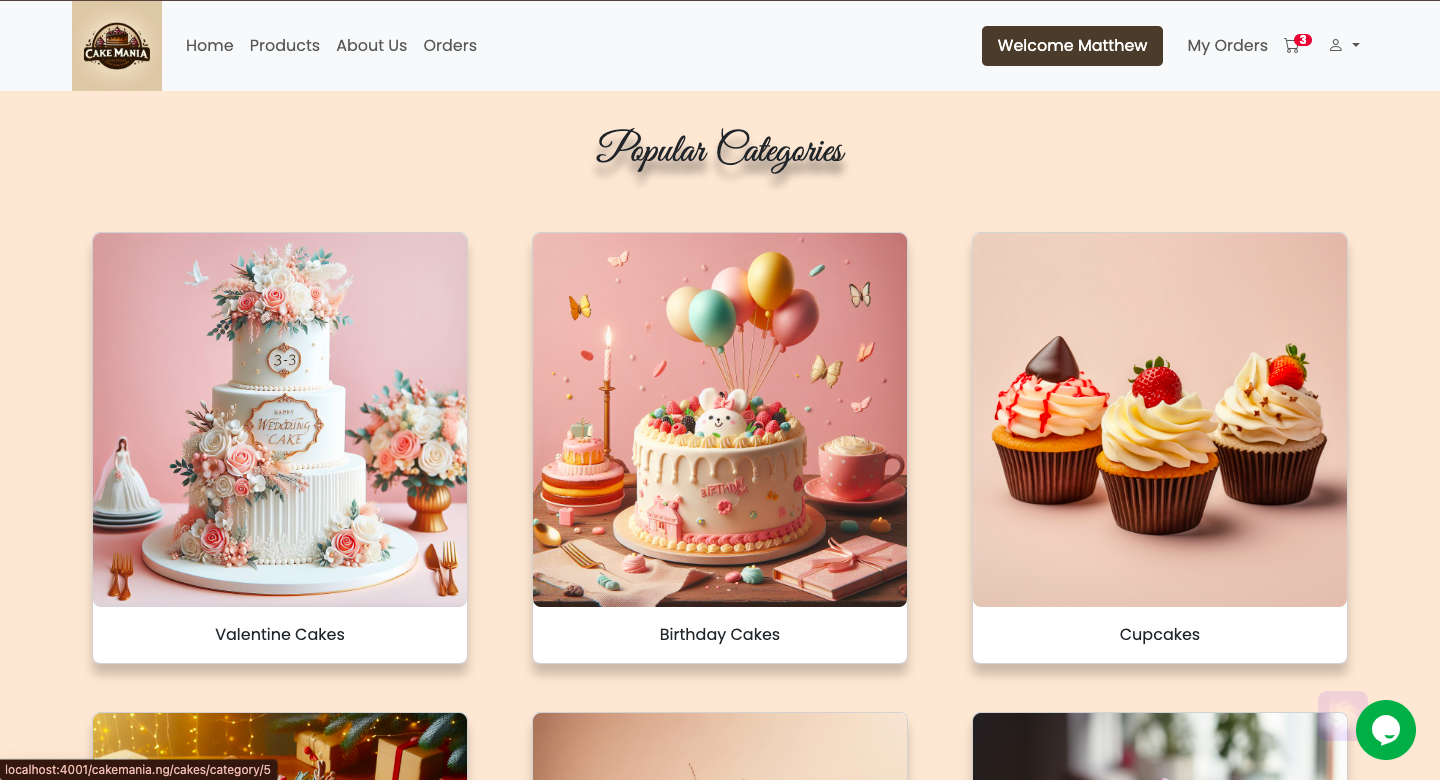 CAKE MANIA
Home Products About Us Orders
Welcome Matthew
My Orders
3
Popular Categories
3-3
HAPPY
WEDDING
CAKE
Valentine Cakes
Birthday Cakes
Cupcakes
localhost:4001/cakemania.ng/cakes/category/5